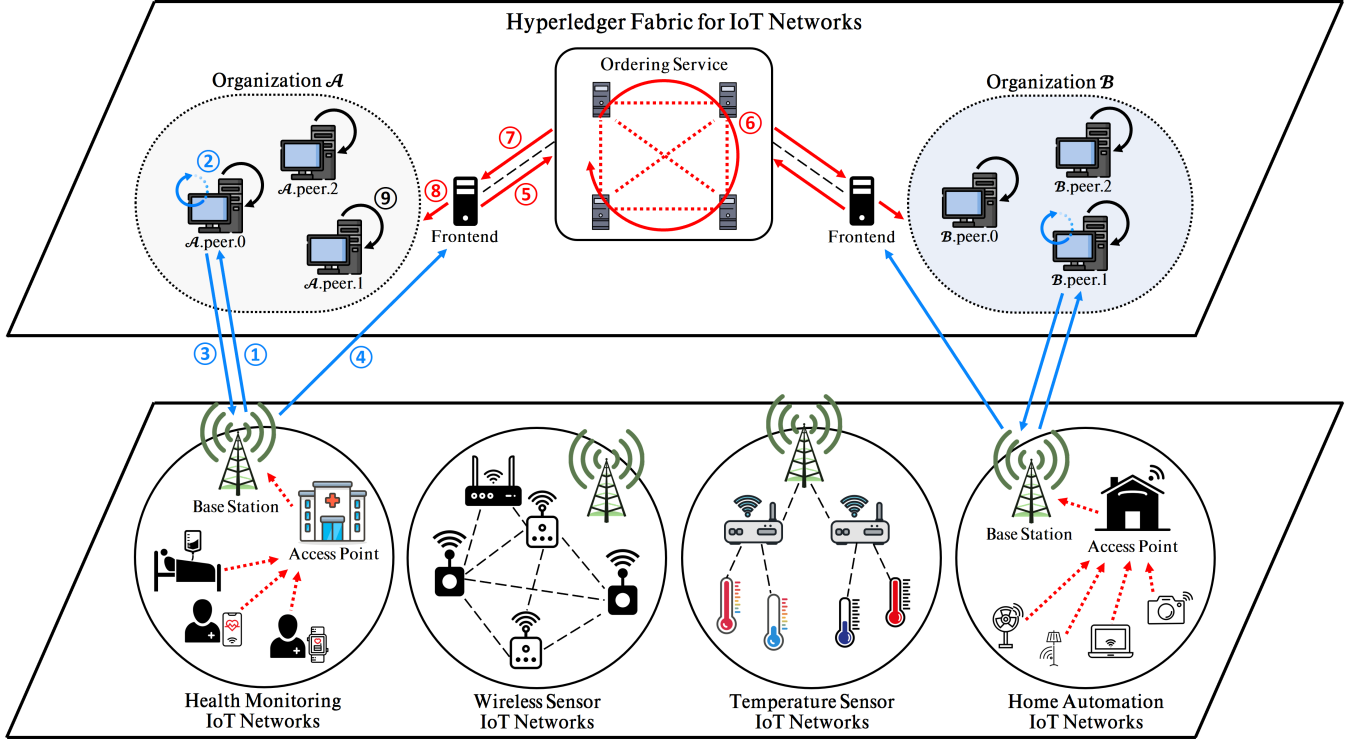 Hyperledger Fabric for IoT Networks
Ordering Service
Organization 𝓐
Organization 𝓑
②
𝓐.peer.2
⑨
𝓐.peer.0
𝓐.peer.1
⑦
⑧
⑤
Frontend
⑥
Frontend
𝓑.peer.2
𝓑.peer.0
𝓑.peer.1
③
①
④
Base Station
Access Point
Base Station
Access Point
Health Monitoring
IoT Networks
Wireless Sensor
IoT Networks
Temperature Sensor
IoT Networks
Home Automation
IoT Networks